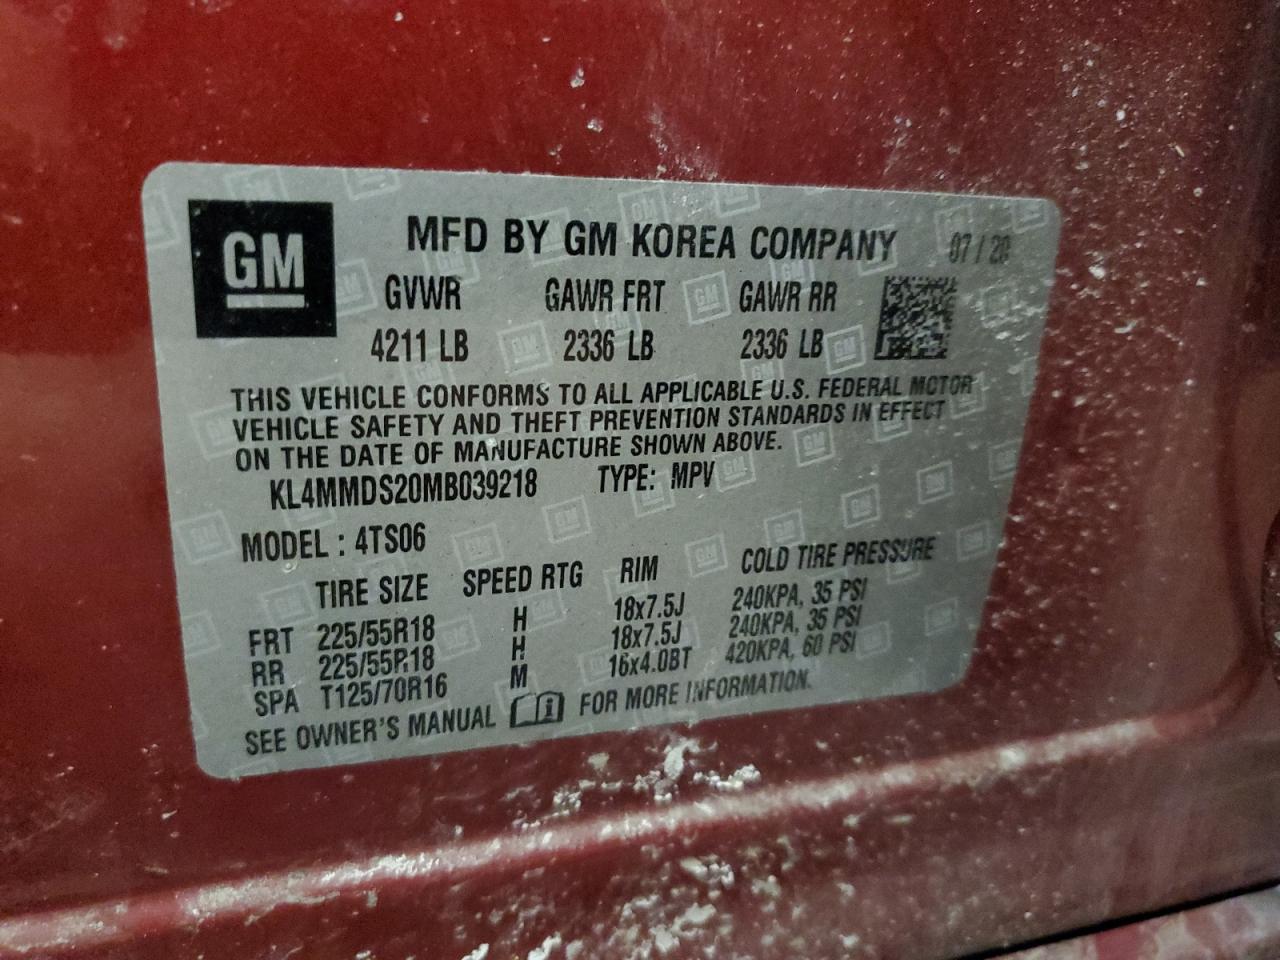 GM
MFD BY GM KOREA COMPANY 07 / 20
GVWR GAWR FRT GAWR RR
4211 LB 2336 LB 2336 LB
THIS VEHICLE CONFORMS TO ALL APPLICABLE U.S. FEDERAL MOTOR
VEHICLE SAFETY AND THEFT PREVENTION STANDARDS IN EFFECT
ON THE DATE OF MANUFACTURE SHOWN ABOVE.
KL4MMDS20MB039218 TYPE: MPV
MODEL : 4TS06
TIRE SIZE SPEED RTG RIM COLD TIRE PRESSURE
FRT 225/55R18 H 18x7.5J 240KPA, 35 PSI
RR 225/55R18 H 18x7.5J 240KPA, 35 PSI
SPA T125/70R16 M 16x4.0BT 420KPA, 60 PSI
SEE OWNER'S MANUAL i FOR MORE INFORMATION.